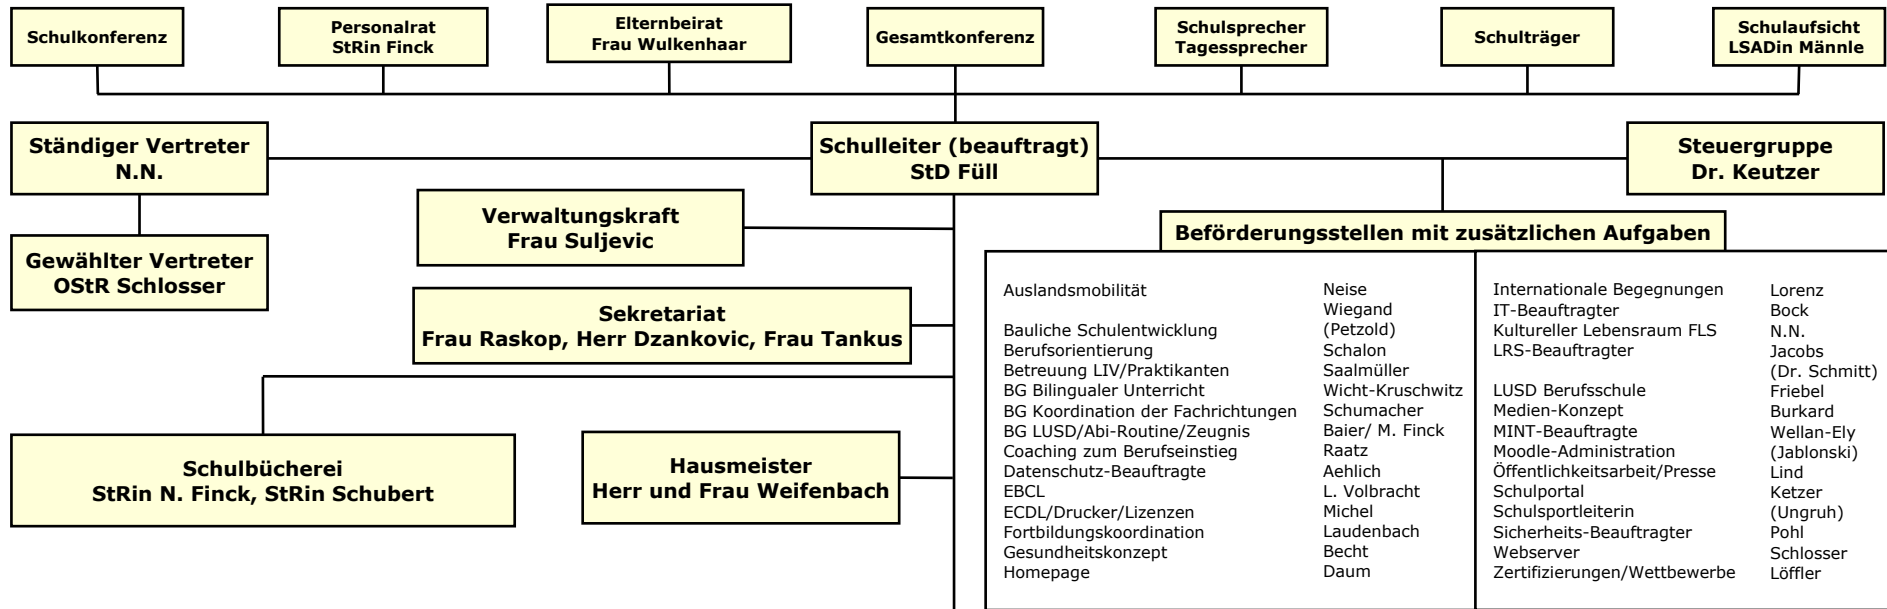 Schulkonferenz
Personalrat
StRin Finck
Elternbeirat
Frau Wulkenhaar
Gesamtkonferenz
Schulsprecher
Tagessprecher
Schulträger
Schulaufsicht
LSADin Männle
Ständiger Vertreter
N.N.
Schulleiter (beauftragt)
StD Füll
Steuergruppe
Dr. Keutzer
Gewählter Vertreter
OStR Schlosser
Verwaltungskraft
Frau Suljevic
Sekretariat
Frau Raskop, Herr Dzankovic, Frau Tankus
Schulbücherei
StRin N. Finck, StRin Schubert
Hausmeister
Herr und Frau Weifenbach
Beförderungsstellen mit zusätzlichen Aufgaben
Auslandsmobilität Neise
Wiegand
Bauliche Schulentwicklung (Petzold)
Berufsorientierung Schalon
Betreuung LIV/Praktikanten Saalmüller
BG Bilingualer Unterricht Wicht-Kruschwitz
BG Koordination der Fachrichtungen Schumacher
BG LUSD/Abi-Routine/Zeugnis Baier/ M. Finck
Coaching zum Berufseinstieg Raatz
Datenschutz-Beauftragte Aehlich
EBCL L. Volbracht
ECDL/Drucker/Lizenzen Michel
Fortbildungskoordination Laudenbach
Gesundheitskonzept Becht
Homepage Daum
Internationale Begegnungen Lorenz
IT-Beauftragter Bock
Kultureller Lebensraum FLS N.N.
LRS-Beauftragter Jacobs
(Dr. Schmitt)
LUSD Berufsschule Friebel
Medien-Konzept Burkard
MINT-Beauftragte Wellan-Ely
Moodle-Administration (Jablonski)
Öffentlichkeitsarbeit/Presse Lind
Schulportal Ketzer
Schulsportleiterin (Ungruh)
Sicherheits-Beauftragter Pohl
Webserver Schlosser
Zertifizierungen/Wettbewerbe Löffler